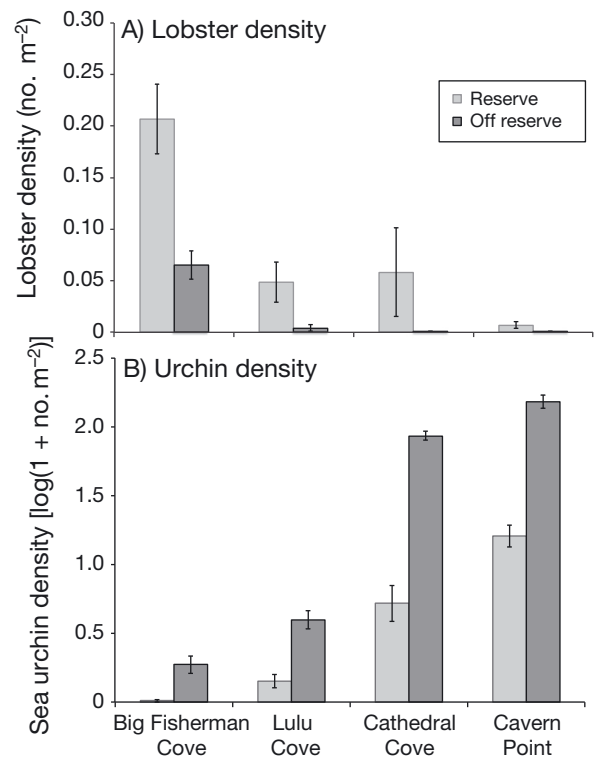 A) Lobster density
Lobster density (no. m⁻²)
0.30
0.25
0.20
0.15
0.10
0.05
0
Reserve
Off reserve
B) Urchin density
Sea urchin density [log(1 + no. m⁻²)]
2.5
2.0
1.5
1.0
0.5
0
Big Fisherman
Cove
Lulu
Cove
Cathedral
Cove
Cavern
Point